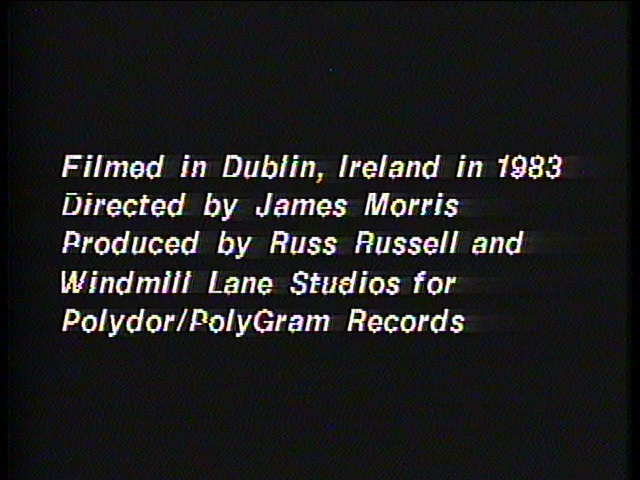 Filmed in Dublin, Ireland in 1983
Directed by James Morris
Produced by Russ Russell and
Windmill Lane Studios for
Polydor/PolyGram Records